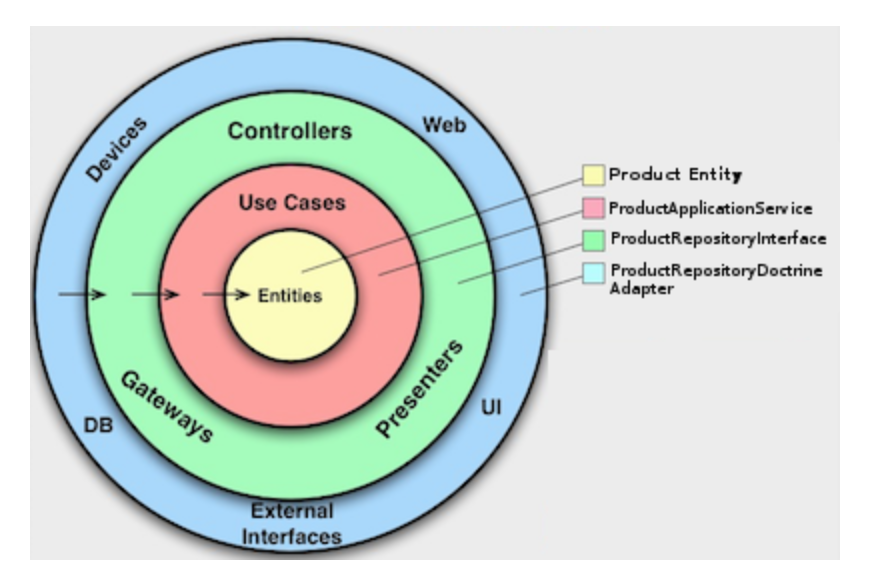 Devices
Controllers
Web
Use Cases
Entities
Gateways
Presenters
DB
UI
External
Interfaces
Product Entity
ProductApplicationService
ProductRepositoryInterface
ProductRepositoryDoctrine
Adapter